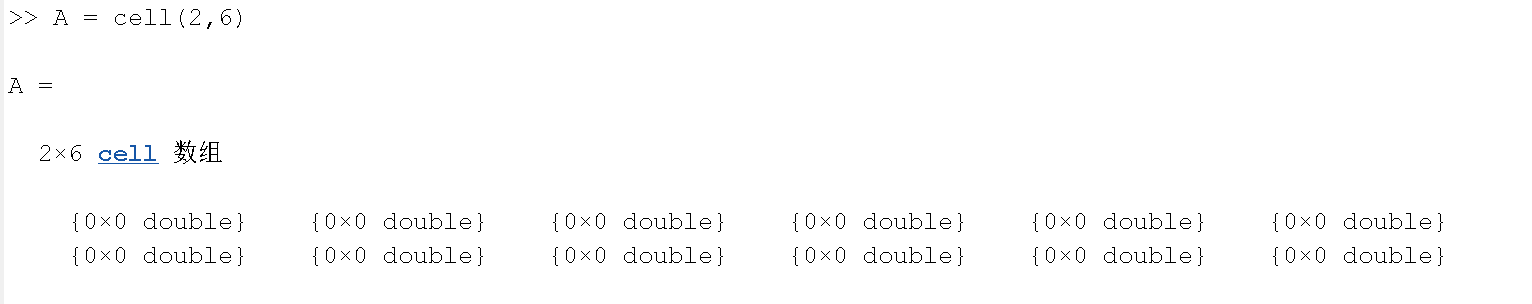 >> A = cell(2,6)
A =
2×6 cell 数组
{0×0 double} {0×0 double} {0×0 double} {0×0 double} {0×0 double} {0×0 double}
{0×0 double} {0×0 double} {0×0 double} {0×0 double} {0×0 double} {0×0 double}